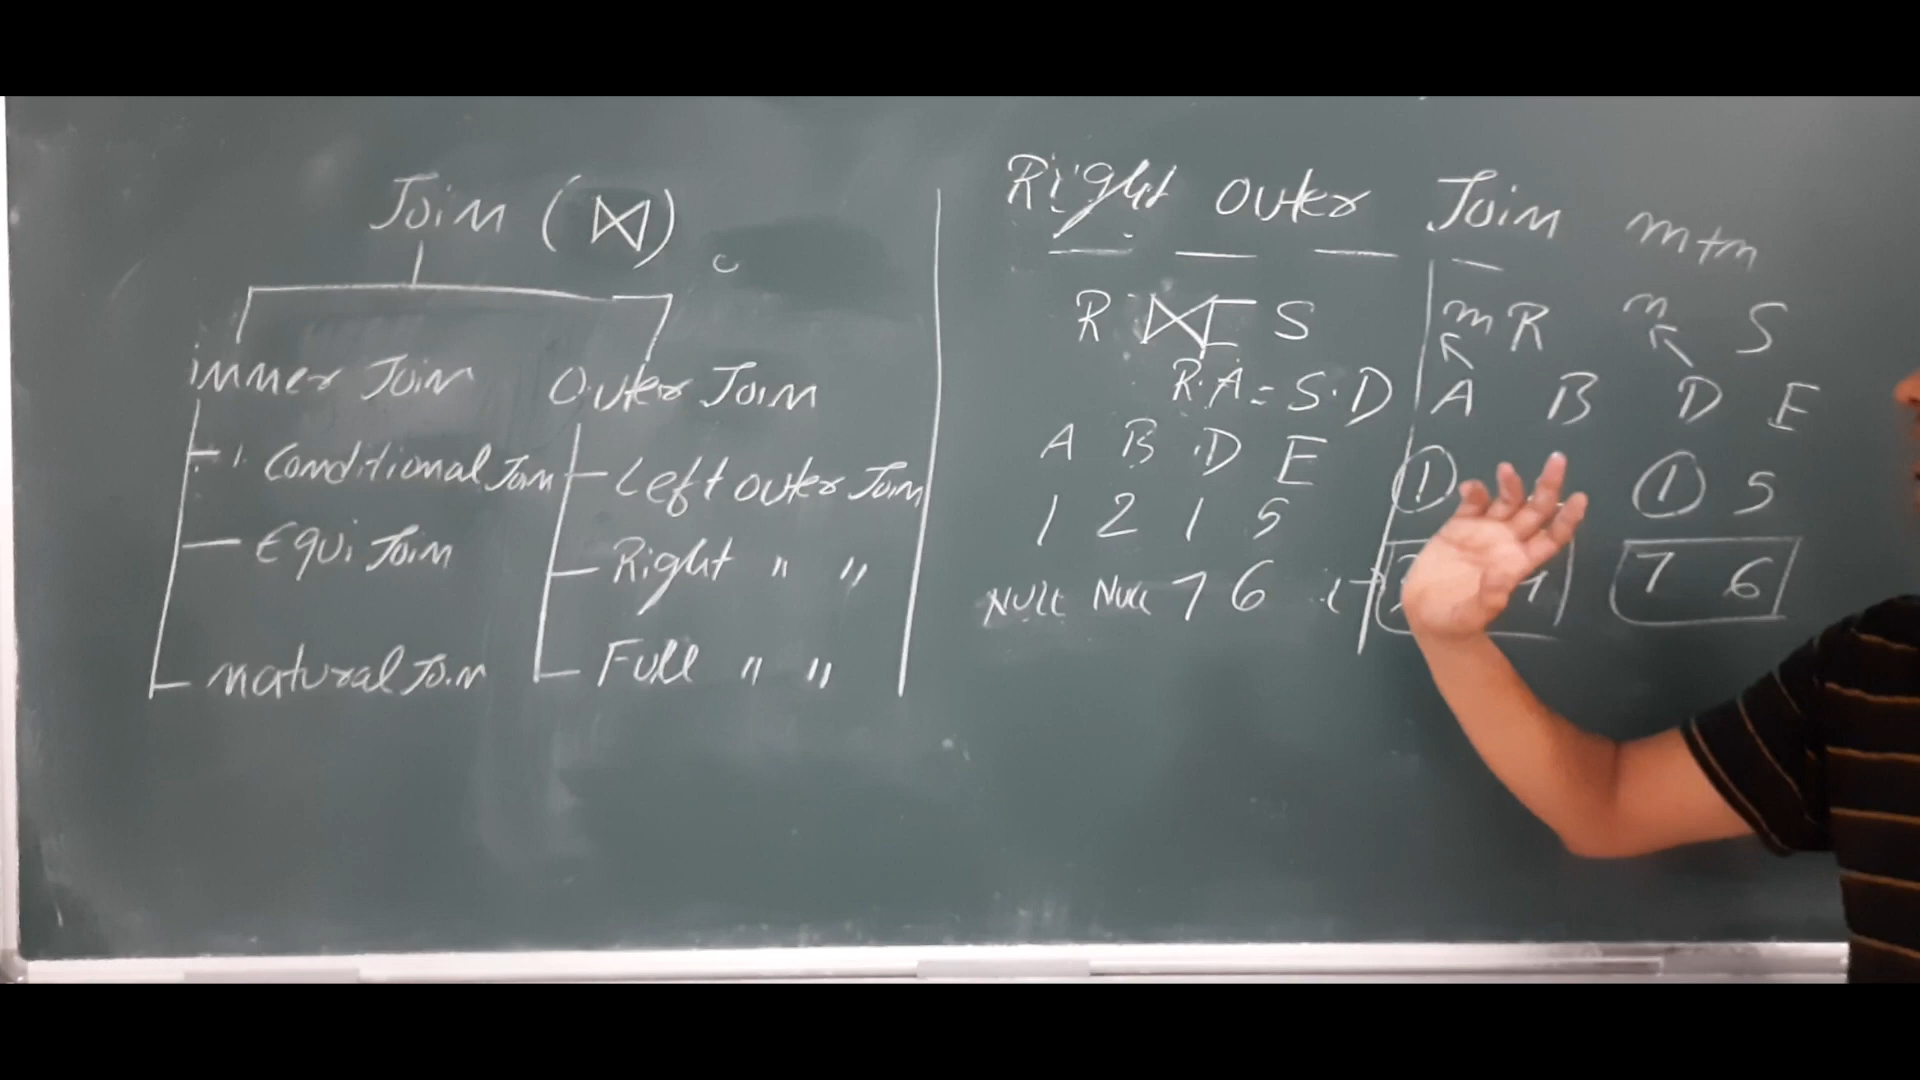 Join (⋈)
inner Join Outer Join
1. Conditional Join
Equi Join
natural Join
Left outer Join
Right " "
Full " "
Right outer Join m+n
R ⟖ S
R.A = S.D
A B D E
1 2 1 5
NULL NULL 7 6
m R n S
A B D E
1 1 5
7 6